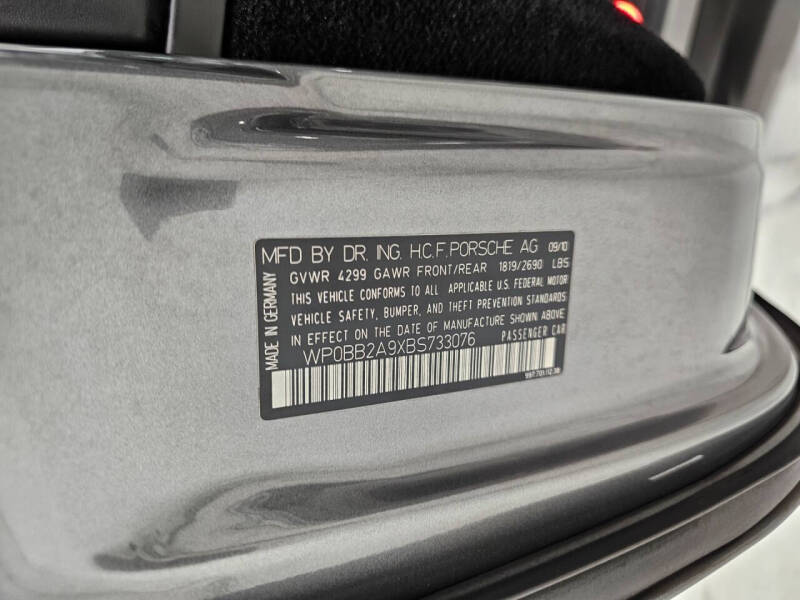 MFD BY DR. ING. H.C.F. PORSCHE AG 09/10
GVWR 4299 GAWR FRONT/REAR 1819/2690 LBS
THIS VEHICLE CONFORMS TO ALL APPLICABLE U.S. FEDERAL MOTOR
VEHICLE SAFETY, BUMPER, AND THEFT PREVENTION STANDARDS
IN EFFECT ON THE DATE OF MANUFACTURE SHOWN ABOVE
WP0BB2A9XBS733076 PASSENGER CAR
MADE IN GERMANY